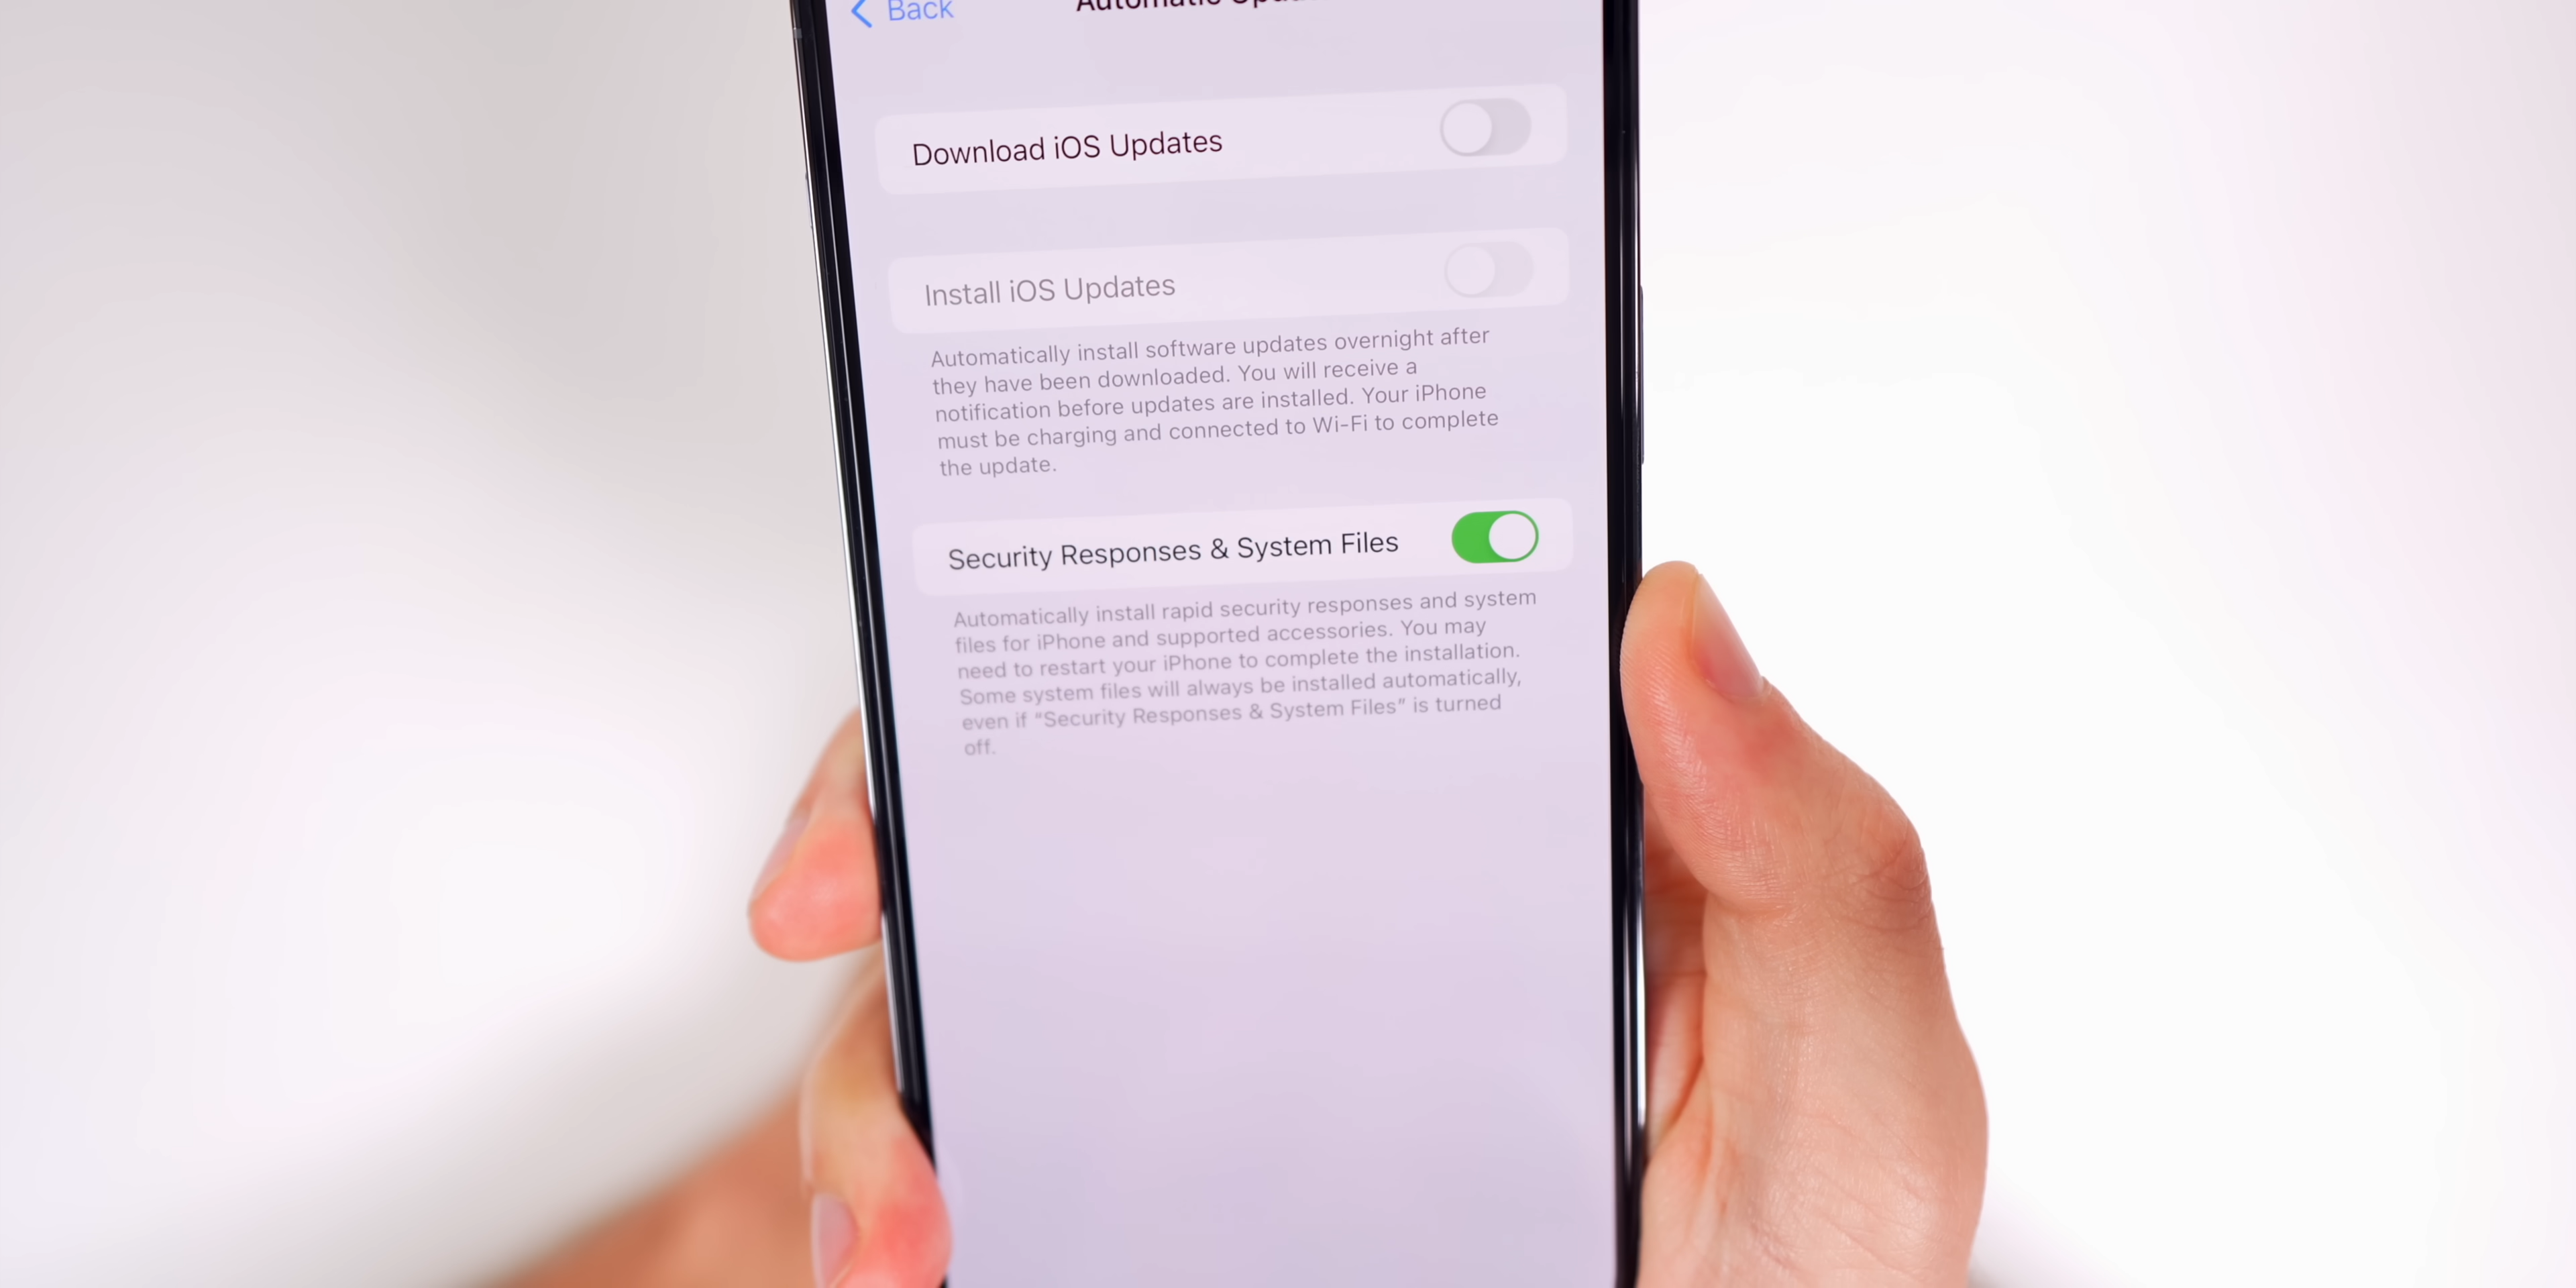 Back
Automatic
Download iOS Updates
Install iOS Updates
Automatically install software updates overnight after
they have been downloaded. You will receive a
notification before updates are installed. Your iPhone
must be charging and connected to Wi-Fi to complete
the update.
Security Responses & System Files
Automatically install rapid security responses and system
files for iPhone and supported accessories. You may
need to restart your iPhone to complete the installation.
Some system files will always be installed automatically,
even if “Security Responses & System Files” is turned
off.